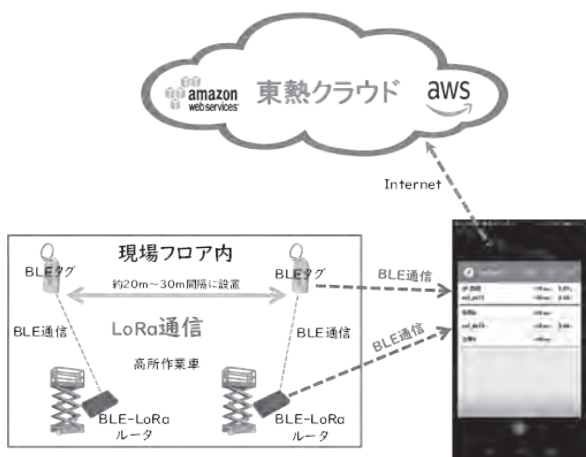 amazon
webservices
東熱クラウド
aws
Internet
現場フロア内
BLEタグ
BLEタグ
約20m〜30m間隔に設置
BLE通信
BLE通信
LoRa通信
BLE通信
BLE通信
高所作業車
BLE-LoRa
ルータ
BLE-LoRa
ルータ